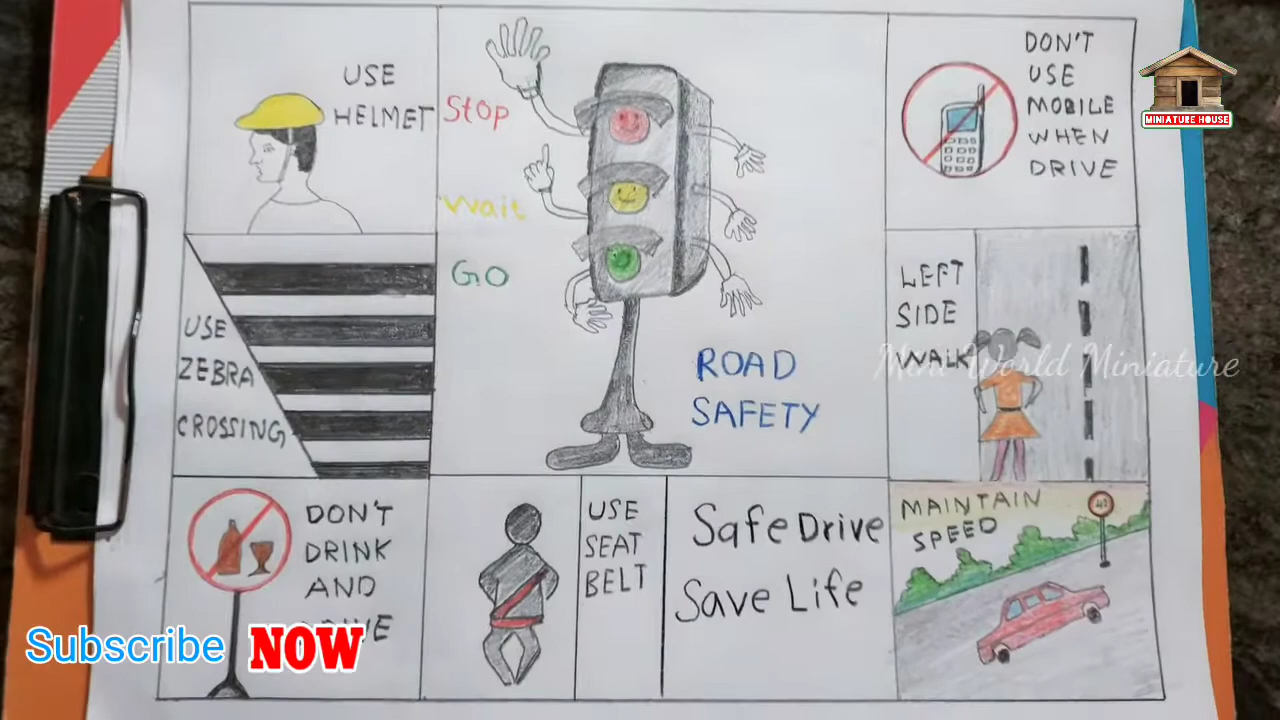 USE
HELMET
Stop
Wait
GO
DON'T
USE
MOBILE
WHEN
DRIVE
MINIATURE HOUSE
USE
ZEBRA
CROSSING
ROAD
SAFETY
LEFT
SIDE
WALK
Mini World Miniature
DON'T
DRINK
AND
DRIVE
USE
SEAT
BELT
Safe Drive
Save Life
MAINTAIN
SPEED
Subscribe NOW